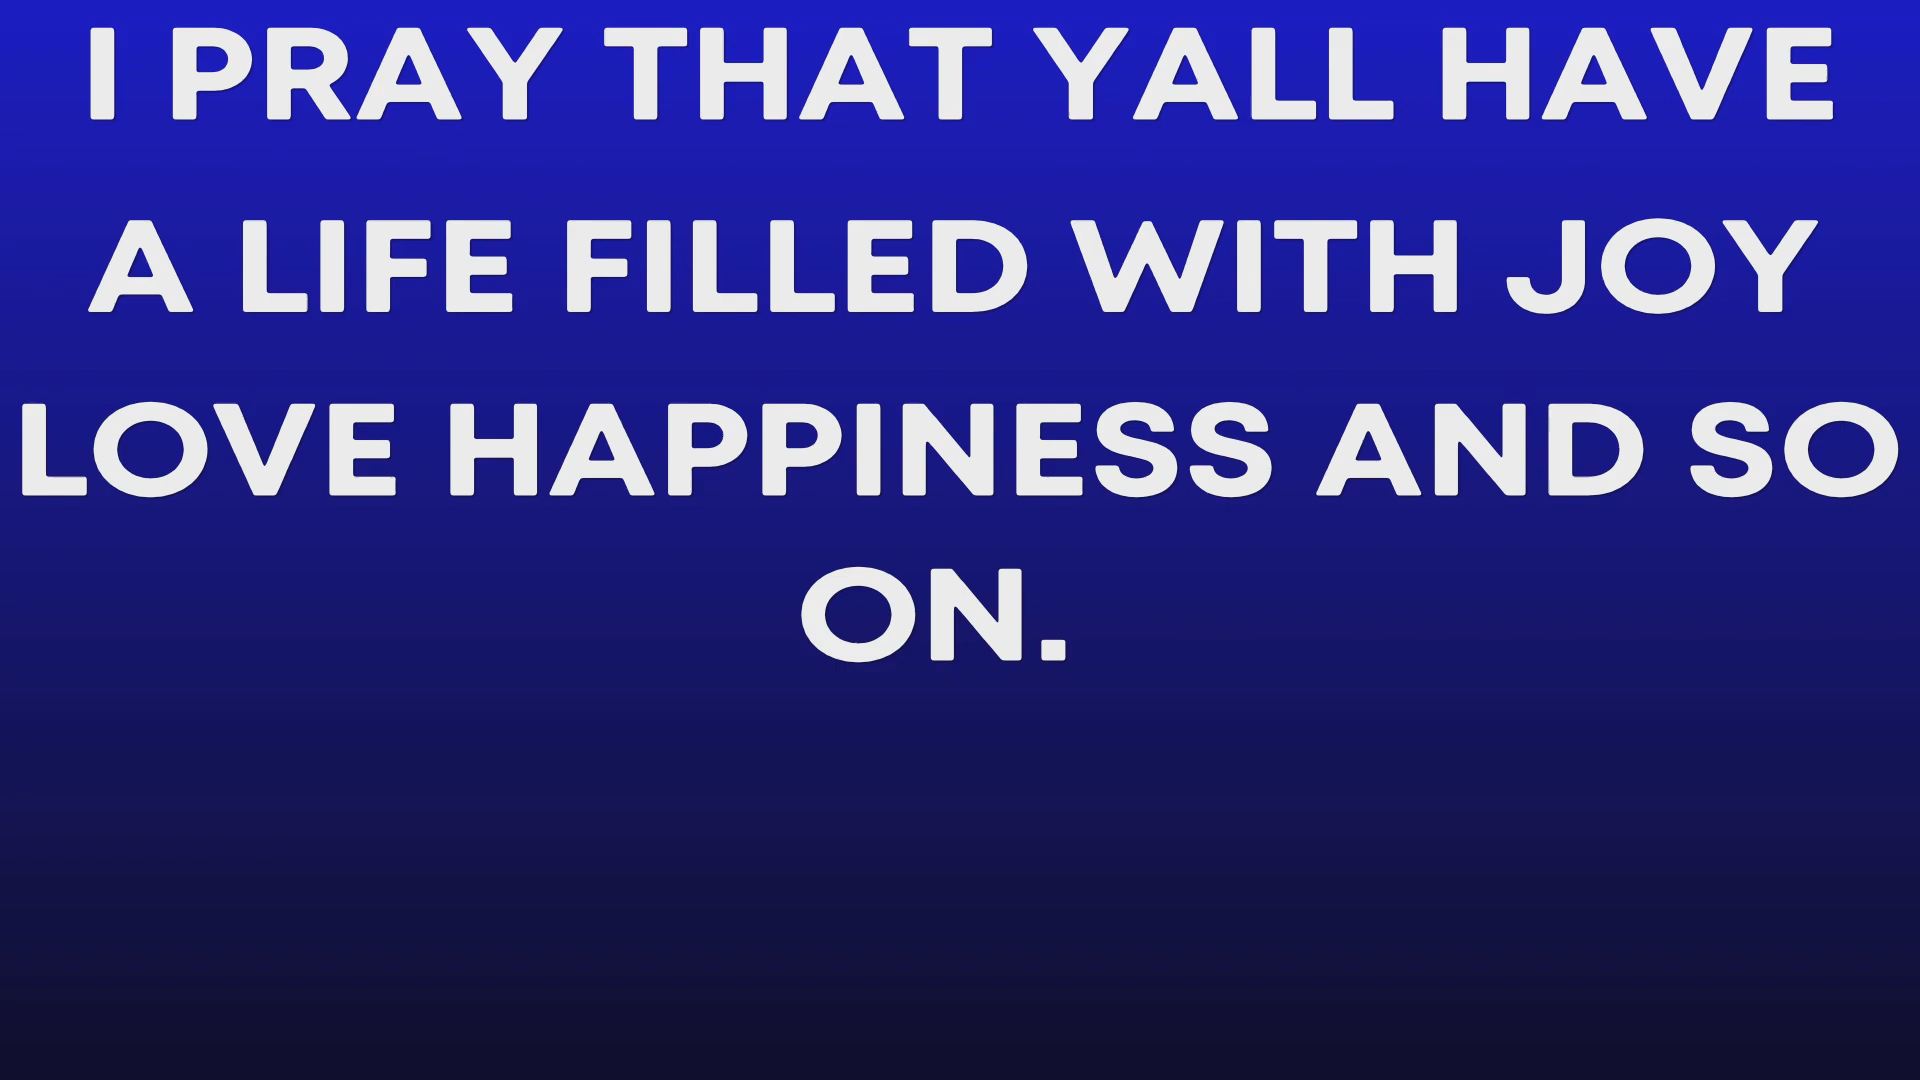 I PRAY THAT YALL HAVE
A LIFE FILLED WITH JOY
LOVE HAPPINESS AND SO
ON.